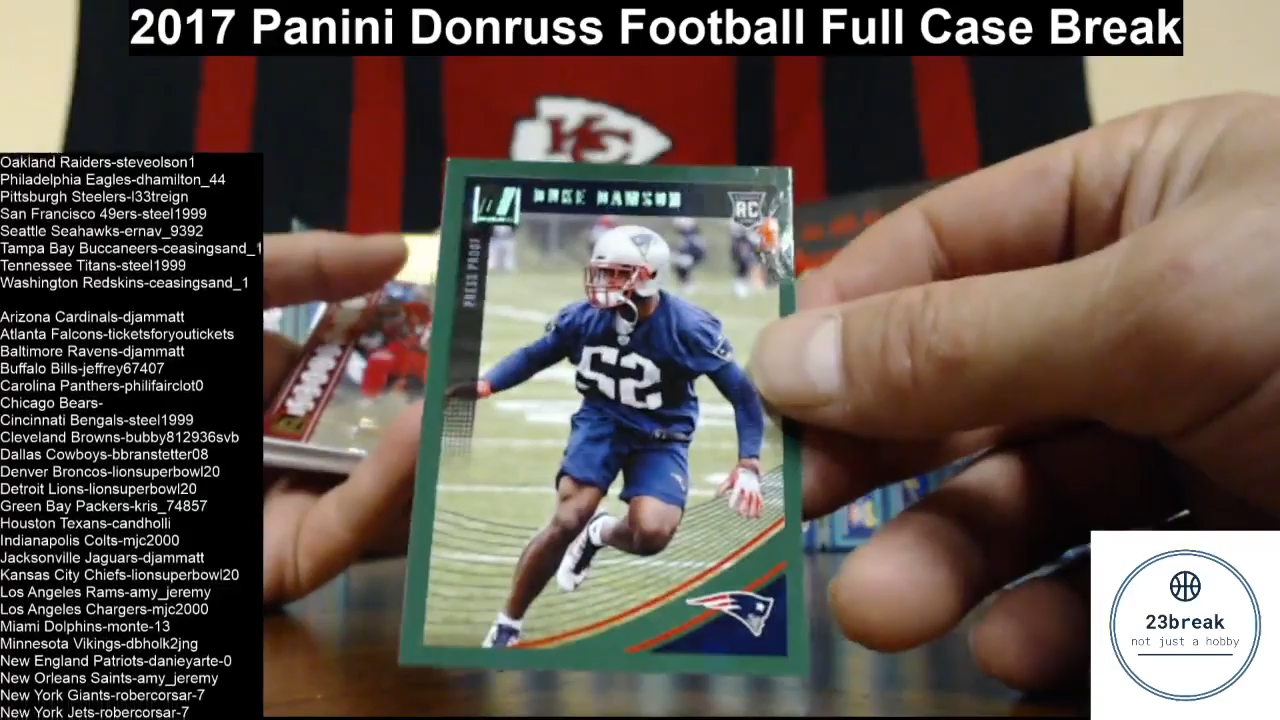 2017 Panini Donruss Football Full Case Break
Oakland Raiders-steveolson1
Philadelphia Eagles-dhamilton_44
Pittsburgh Steelers-l33treign
San Francisco 49ers-steel1999
Seattle Seahawks-ernav_9392
Tampa Bay Buccaneers-ceasingsand_1
Tennessee Titans-steel1999
Washington Redskins-ceasingsand_1
Arizona Cardinals-djammatt
Atlanta Falcons-ticketsforyoutickets
Baltimore Ravens-djammatt
Buffalo Bills-jeffrey67407
Carolina Panthers-philifairclot0
Chicago Bears-
Cincinnati Bengals-steel1999
Cleveland Browns-bubby812936svb
Dallas Cowboys-bbranstetter08
Denver Broncos-lionsuperbowl20
Detroit Lions-lionsuperbowl20
Green Bay Packers-kris_74857
Houston Texans-candholli
Indianapolis Colts-mjc2000
Jacksonville Jaguars-djammatt
Kansas City Chiefs-lionsuperbowl20
Los Angeles Rams-amy_jeremy
Los Angeles Chargers-mjc2000
Miami Dolphins-monte-13
Minnesota Vikings-dbholk2jng
New England Patriots-danieyarte-0
New Orleans Saints-amy_jeremy
New York Giants-robercorsar-7
New York Jets-robercorsar-7
KC
RC
PRESS PROOF
52
23break
not just a hobby